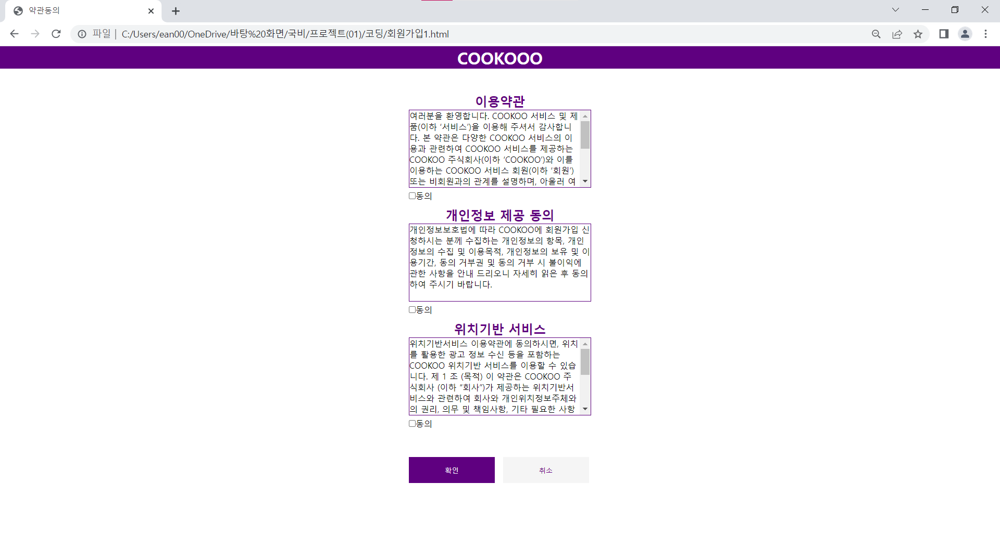 약관동의
파일 | C:/Users/ean00/OneDrive/바탕%20화면/국비/프로젝트(01)/코딩/회원가입1.html
COOKOOO
이용약관
여러분을 환영합니다. COOKOO 서비스 및 제
품(이하 ‘서비스’)을 이용해 주셔서 감사합니
다. 본 약관은 다양한 COOKOO 서비스의 이
용과 관련하여 COOKOO 서비스를 제공하는
COOKOO 주식회사(이하 ‘COOKOO’)와 이를
이용하는 COOKOO 서비스 회원(이하 ‘회원’)
또는 비회원과의 관계를 설명하며, 아울러 여
동의
개인정보 제공 동의
개인정보보호법에 따라 COOKOO에 회원가입 신
청하시는 분께 수집하는 개인정보의 항목, 개인
정보의 수집 및 이용목적, 개인정보의 보유 및 이
용기간, 동의 거부권 및 동의 거부 시 불이익에
관한 사항을 안내 드리오니 자세히 읽은 후 동의
하여 주시기 바랍니다.
동의
위치기반 서비스
위치기반서비스 이용약관에 동의하시면, 위치
를 활용한 광고 정보 수신 등을 포함하는
COOKOO 위치기반 서비스를 이용할 수 있습
니다. 제 1 조 (목적) 이 약관은 COOKOO 주
식회사 (이하 “회사”)가 제공하는 위치기반서
비스와 관련하여 회사와 개인위치정보주체와
의 권리, 의무 및 책임사항, 기타 필요한 사항
동의
확인
취소